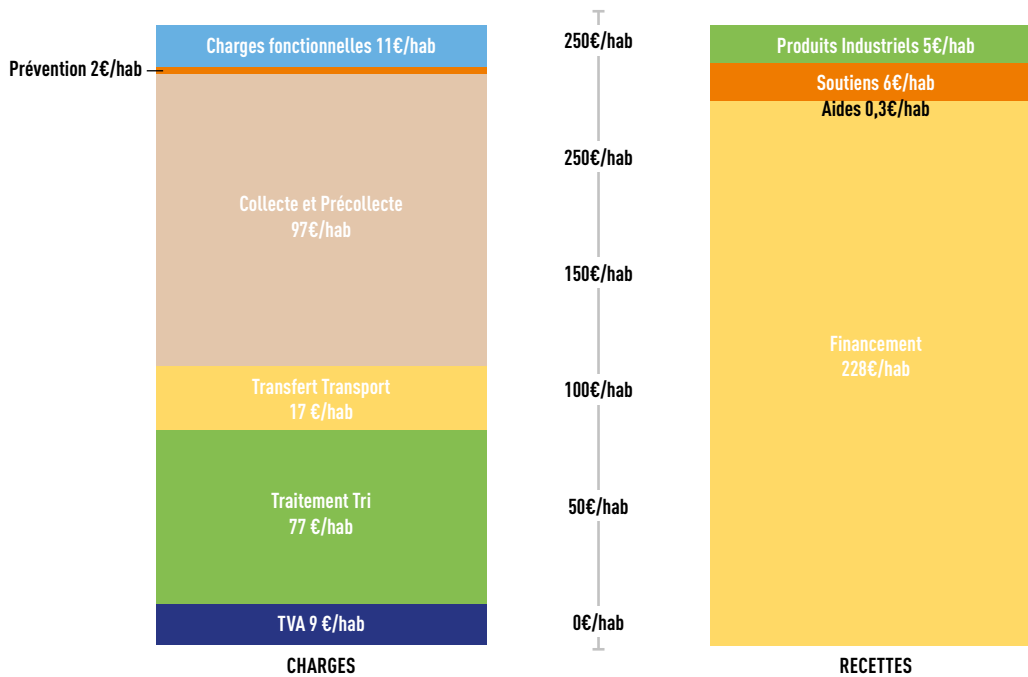 Charges fonctionnelles 11€/hab
Prévention 2€/hab
Collecte et Précollecte
97€/hab
Transfert Transport
17 €/hab
Traitement Tri
77 €/hab
TVA 9 €/hab
CHARGES
250€/hab
250€/hab
150€/hab
100€/hab
50€/hab
0€/hab
Produits Industriels 5€/hab
Soutiens 6€/hab
Aides 0,3€/hab
Financement
228€/hab
RECETTES